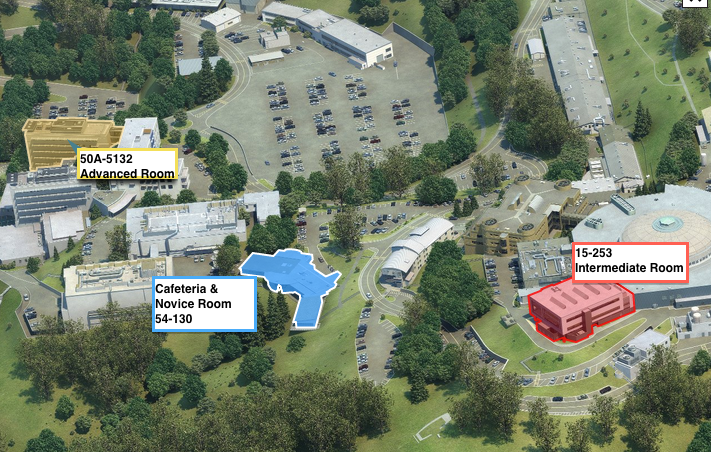 50A-5132
Advanced Room
15-253
Intermediate Room
Cafeteria &
Novice Room
54-130